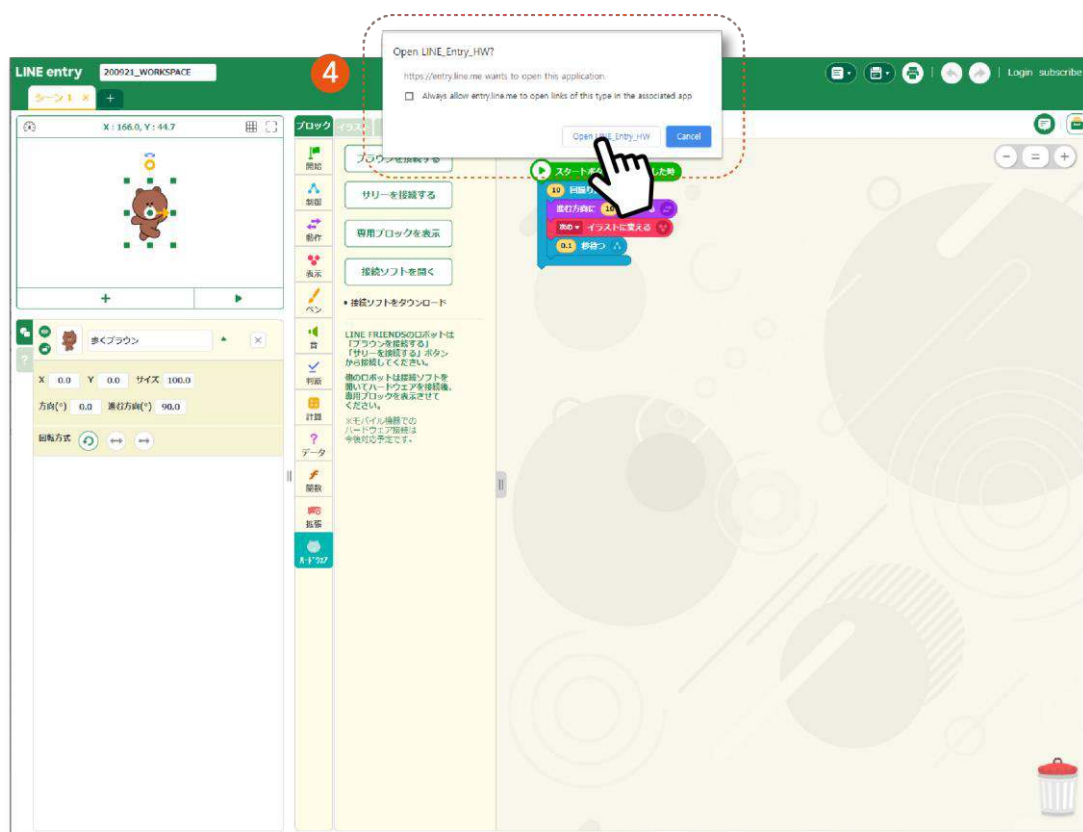 4
Open LINE_Entry_HW?
https://entry.line.me wants to open this application.
Always allow entry.line.me to open links of this type in the associated app
Open LINE_Entry_HW
Cancel
LINE entry
200921_WORKSPACE
Login
subscribe
シーン 1
×
+
X : 166.0, Y : 44.7
ブロック
開始
制御
動作
表示
ペン
音
判断
計算
データ
関数
拡張
ハードウェア
ブラウンを接続する
サリーを接続する
専用ブロックを表示
接続ソフトを開く
• 接続ソフトをダウンロード
LINE FRIENDSのロボットは
「ブラウンを接続する」
「サリーを接続する」ボタン
から接続してください。
他のロボットは接続ソフトを
開いてハードウェアを接続後、
専用ブロックを表示させて
ください。
※モバイル機器での
ハードウェア接続は
今後対応予定です。
スタートボタ
した時
10
進む方向に 10
次の イラストに変える
0.1 秒待つ
歩くブラウン
X 0.0 Y 0.0 サイズ 100.0
方向(°) 0.0 進む方向(°) 90.0
回転方式
?